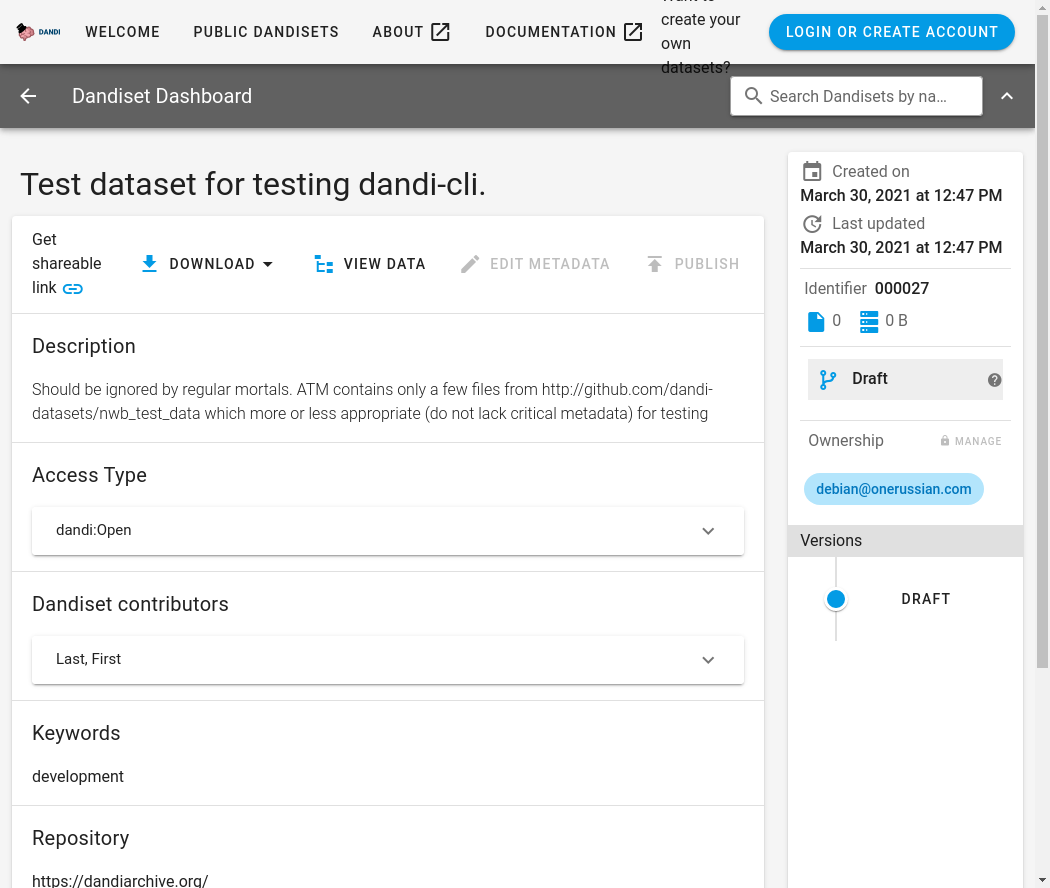 DANDI
WELCOME
PUBLIC DANDISETS
ABOUT
DOCUMENTATION
create your
own
datasets?
LOGIN OR CREATE ACCOUNT
Dandiset Dashboard
Search Dandisets by na…
Test dataset for testing dandi-cli.
Get
shareable
link
DOWNLOAD
VIEW DATA
EDIT METADATA
PUBLISH
Description
Should be ignored by regular mortals. ATM contains only a few files from http://github.com/dandi-
datasets/nwb_test_data which more or less appropriate (do not lack critical metadata) for testing
Access Type
dandi:Open
Dandiset contributors
Last, First
Keywords
development
Repository
https://dandiarchive.org/
Created on
March 30, 2021 at 12:47 PM
Last updated
March 30, 2021 at 12:47 PM
Identifier 000027
0
0 B
Draft
Ownership
MANAGE
debian@onerussian.com
Versions
DRAFT